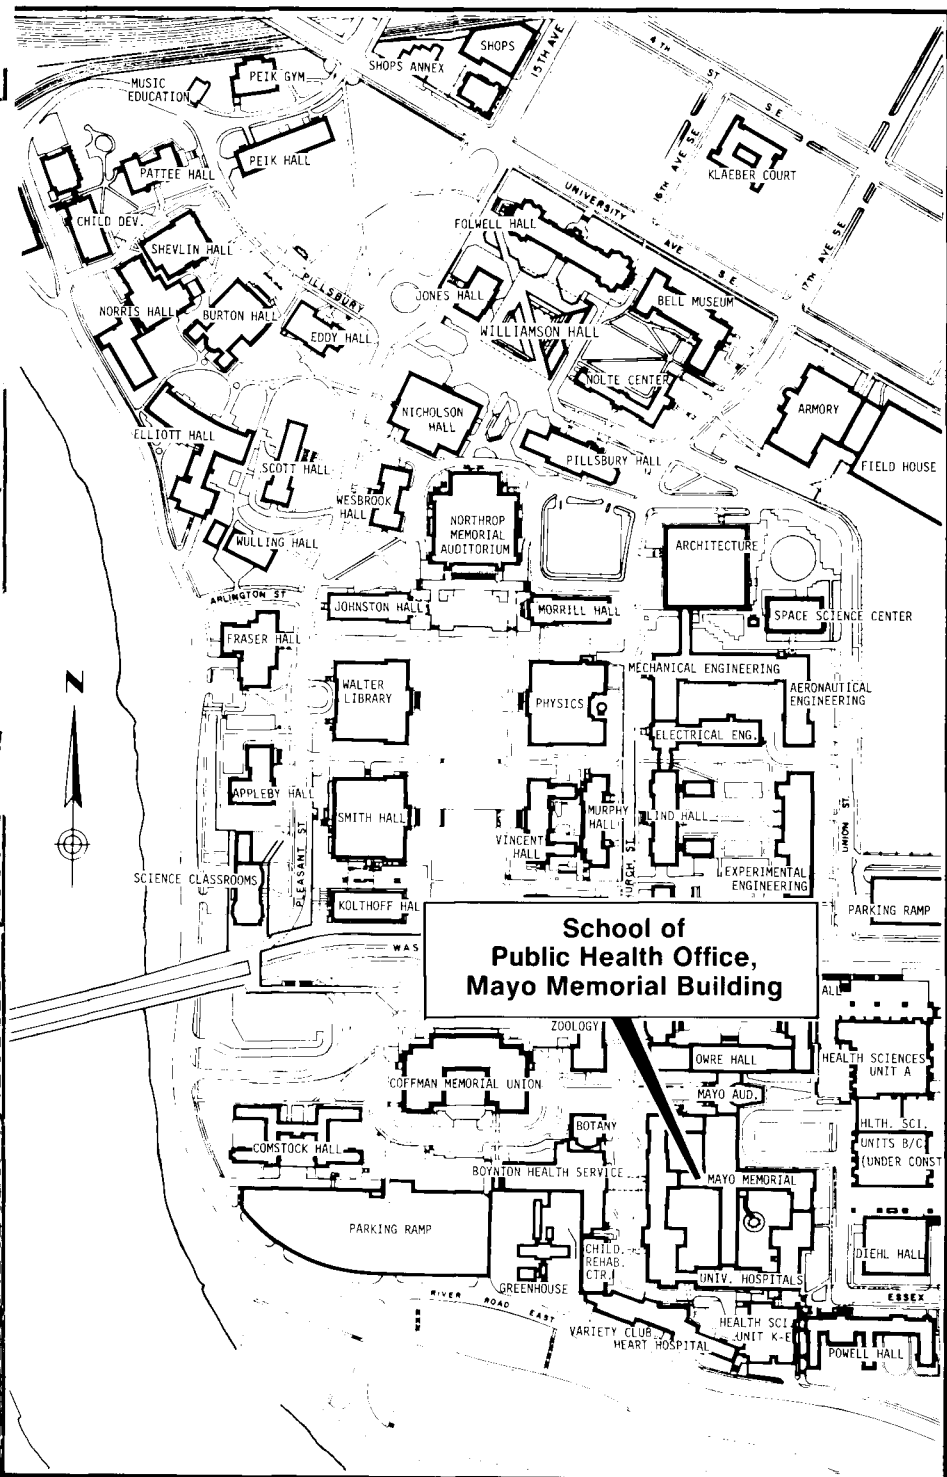 SHOPS
SHOPS ANNEX
15TH AVE
4 TH
ST
S E
PEIK GYM
MUSIC
EDUCATION
PEIK HALL
PATTEE HALL
16TH AVE SE
KLAEBER COURT
CHILD DEV.
SHEVLIN HALL
FOLWELL HALL
UNIVERSITY
AVE
S E
17TH AVE S E
PILLSBURY
JONES HALL
BELL MUSEUM
NORRIS HALL
BURTON HALL
EDDY HALL
WILLIAMSON HALL
NOLTE CENTER
NICHOLSON
HALL
ARMORY
ELLIOTT HALL
SCOTT HALL
PILLSBURY HALL
FIELD HOUSE
WESBROOK
HALL
NORTHROP
MEMORIAL
AUDITORIUM
WULLING HALL
ARCHITECTURE
ARLINGTON ST
JOHNSTON HALL
MORRILL HALL
SPACE SCIENCE CENTER
FRASER HALL
N
MECHANICAL ENGINEERING
WALTER
LIBRARY
PHYSICS
AERONAUTICAL
ENGINEERING
ELECTRICAL ENG.
APPLEBY HALL
SMITH HALL
PLEASANT ST
VINCENT
HALL
MURPHY
HALL
LIND HALL
UNION ST.
URCH ST.
SCIENCE CLASSROOMS
EXPERIMENTAL
ENGINEERING
KOLTHOFF HAL
PARKING RAMP
WAS
School of
Public Health Office,
Mayo Memorial Building
ALL
ZOOLOGY
OWRE HALL
HEALTH SCIENCES
UNIT A
COFFMAN MEMORIAL UNION
MAYO AUD.
BOTANY
HLTH. SCI.
UNITS B/C
(UNDER CONST
COMSTOCK HALL
BOYNTON HEALTH SERVICE
MAYO MEMORIAL
PARKING RAMP
CHILD.
REHAB.
CTR.
DIEHL HALL
GREENHOUSE
UNIV. HOSPITALS
ESSEX
RIVER ROAD EAST
VARIETY CLUB
HEART HOSPITAL
HEALTH SCI
UNIT K-E
POWELL HALL